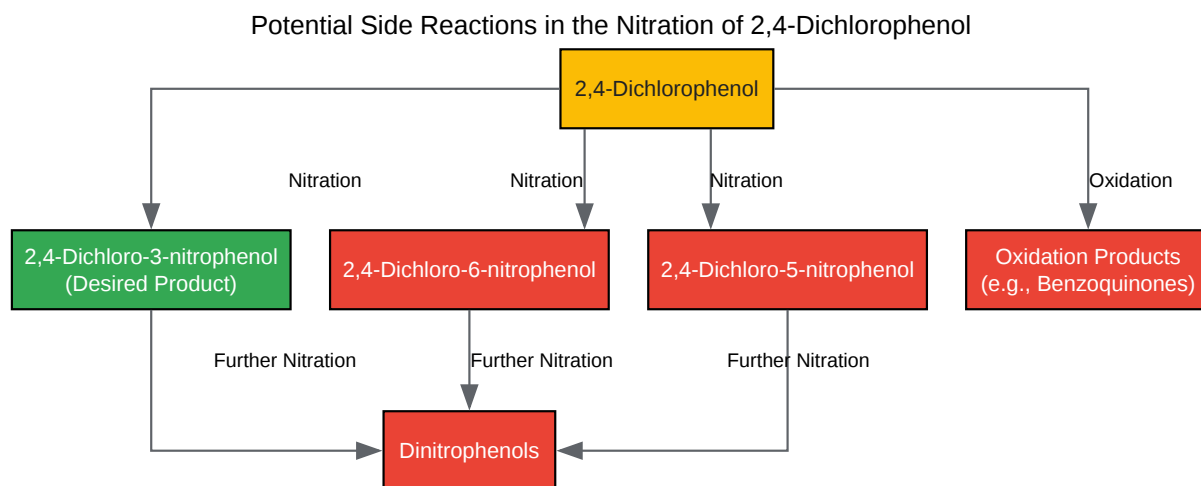 Potential Side Reactions in the Nitration of 2,4-Dichlorophenol
2,4-Dichlorophenol
Nitration
Nitration
Nitration
Oxidation
2,4-Dichloro-3-nitrophenol
(Desired Product)
2,4-Dichloro-6-nitrophenol
2,4-Dichloro-5-nitrophenol
Oxidation Products
(e.g., Benzoquinones)
Further Nitration
Further Nitration
Further Nitration
Dinitrophenols